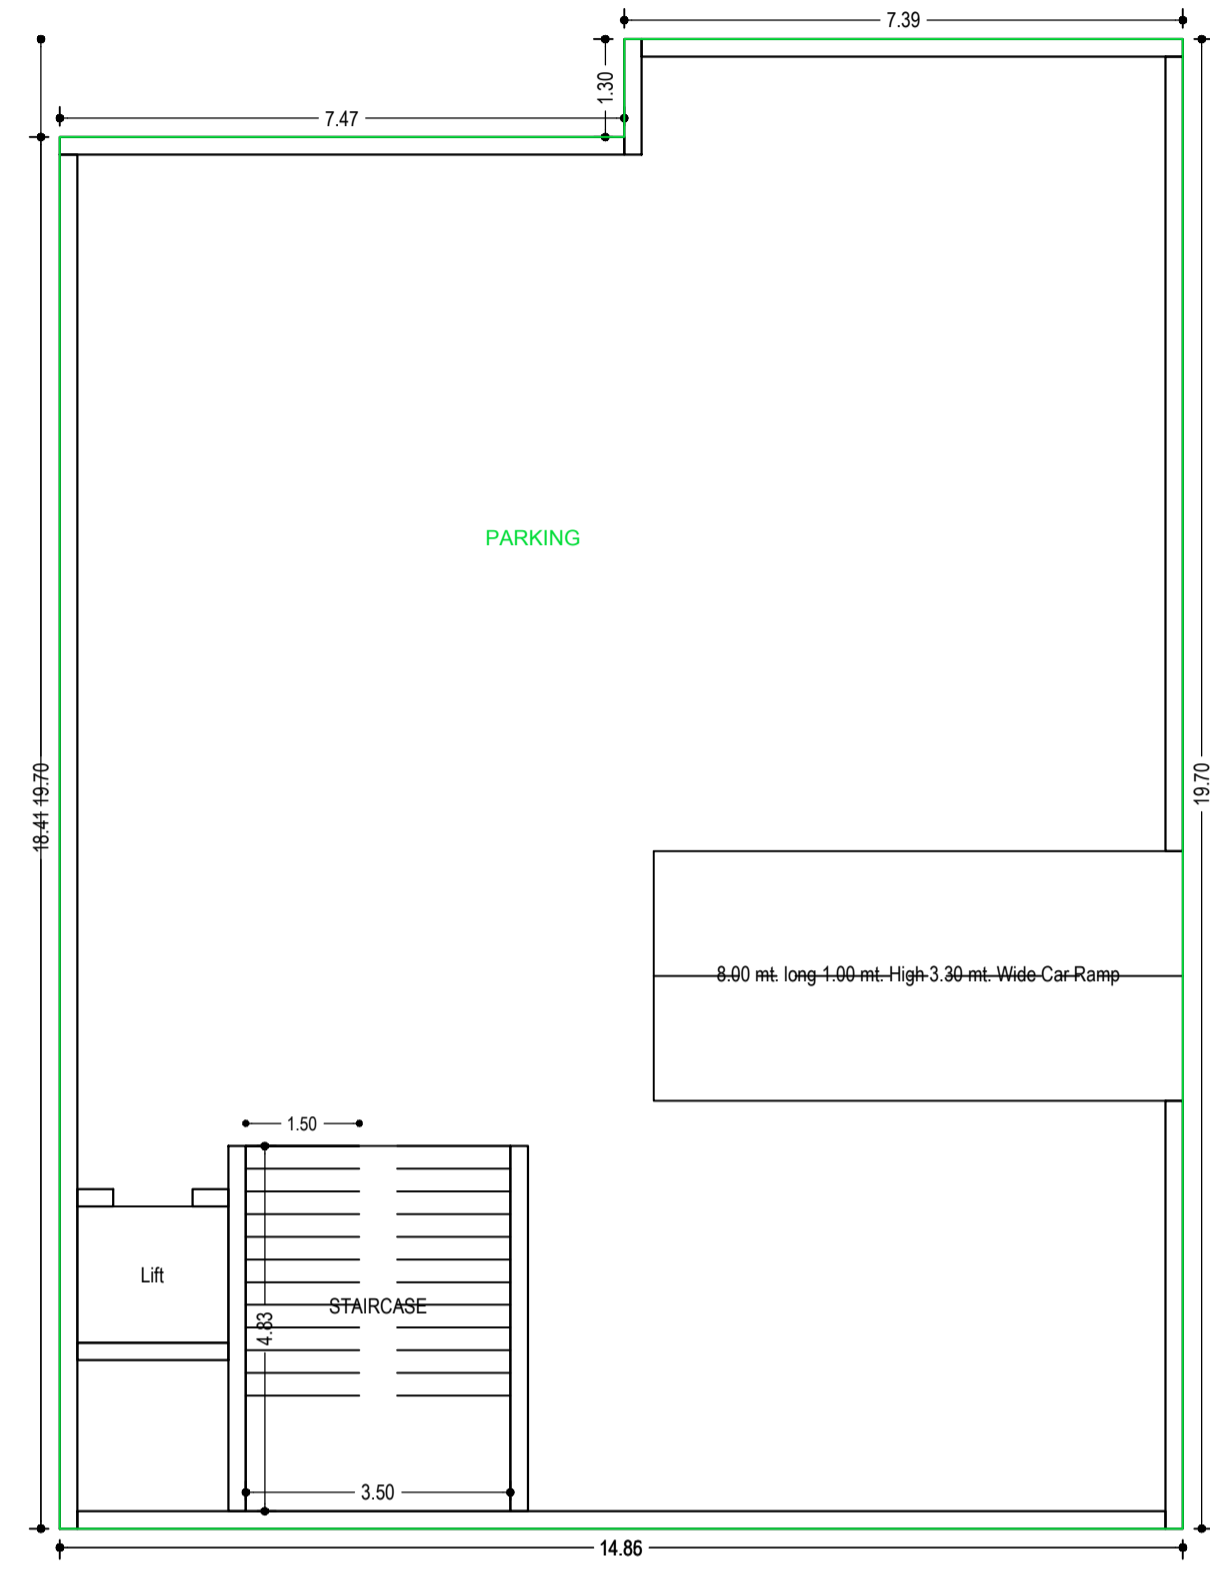 7.39
1.30
7.47
PARKING
18.41 19.70
19.70
8.00 mt. long 1.00 mt. High 3.30 mt. Wide Car Ramp
1.50
Lift
STAIRCASE
4.83
3.50
14.86